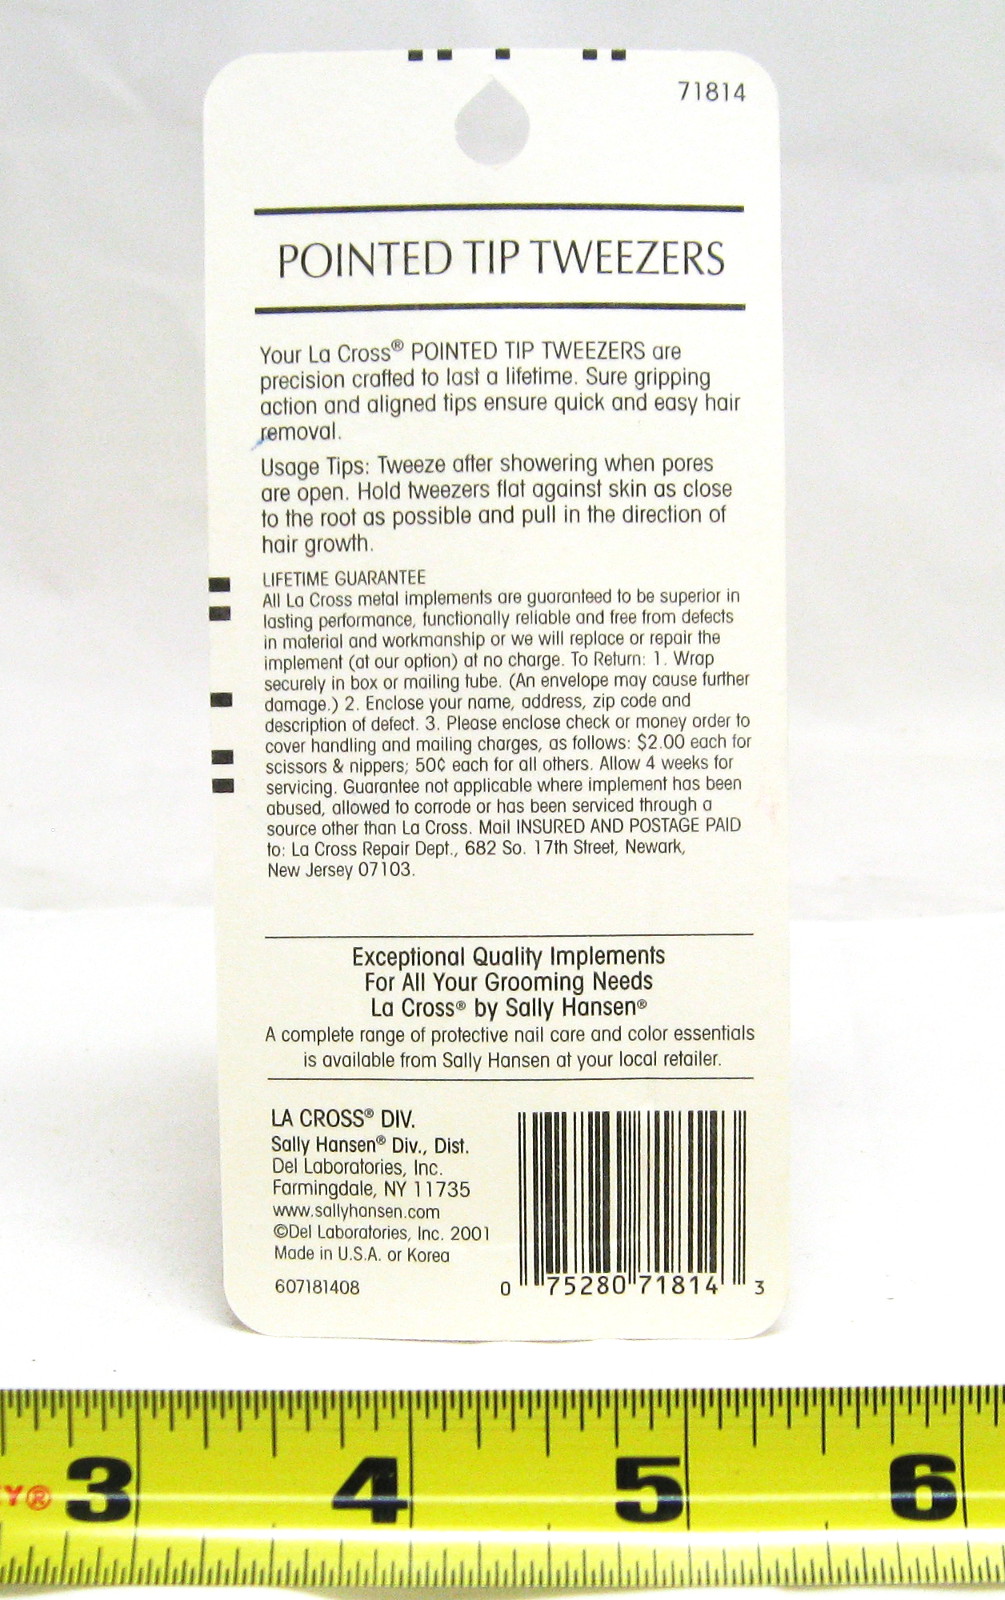 71814
POINTED TIP TWEEZERS
Your La Cross® POINTED TIP TWEEZERS are
precision crafted to last a lifetime. Sure gripping
action and aligned tips ensure quick and easy hair
removal.
Usage Tips: Tweeze after showering when pores
are open. Hold tweezers flat against skin as close
to the root as possible and pull in the direction of
hair growth.
LIFETIME GUARANTEE
All La Cross metal implements are guaranteed to be superior in
lasting performance, functionally reliable and free from defects
in material and workmanship or we will replace or repair the
implement (at our option) at no charge. To Return: 1. Wrap
securely in box or mailing tube. (An envelope may cause further
damage.) 2. Enclose your name, address, zip code and
description of defect. 3. Please enclose check or money order to
cover handling and mailing charges, as follows: $2.00 each for
scissors & nippers; 50¢ each for all others. Allow 4 weeks for
servicing. Guarantee not applicable where implement has been
abused, allowed to corrode or has been serviced through a
source other than La Cross. Mail INSURED AND POSTAGE PAID
to: La Cross Repair Dept., 682 So. 17th Street, Newark,
New Jersey 07103.
Exceptional Quality Implements
For All Your Grooming Needs
La Cross® by Sally Hansen®
A complete range of protective nail care and color essentials
is available from Sally Hansen at your local retailer.
LA CROSS® DIV.
Sally Hansen® Div., Dist.
Del Laboratories, Inc.
Farmingdale, NY 11735
www.sallyhansen.com
©Del Laboratories, Inc. 2001
Made in U.S.A. or Korea
607181408
0 75280 71814 3
Y® 3 4 5 6